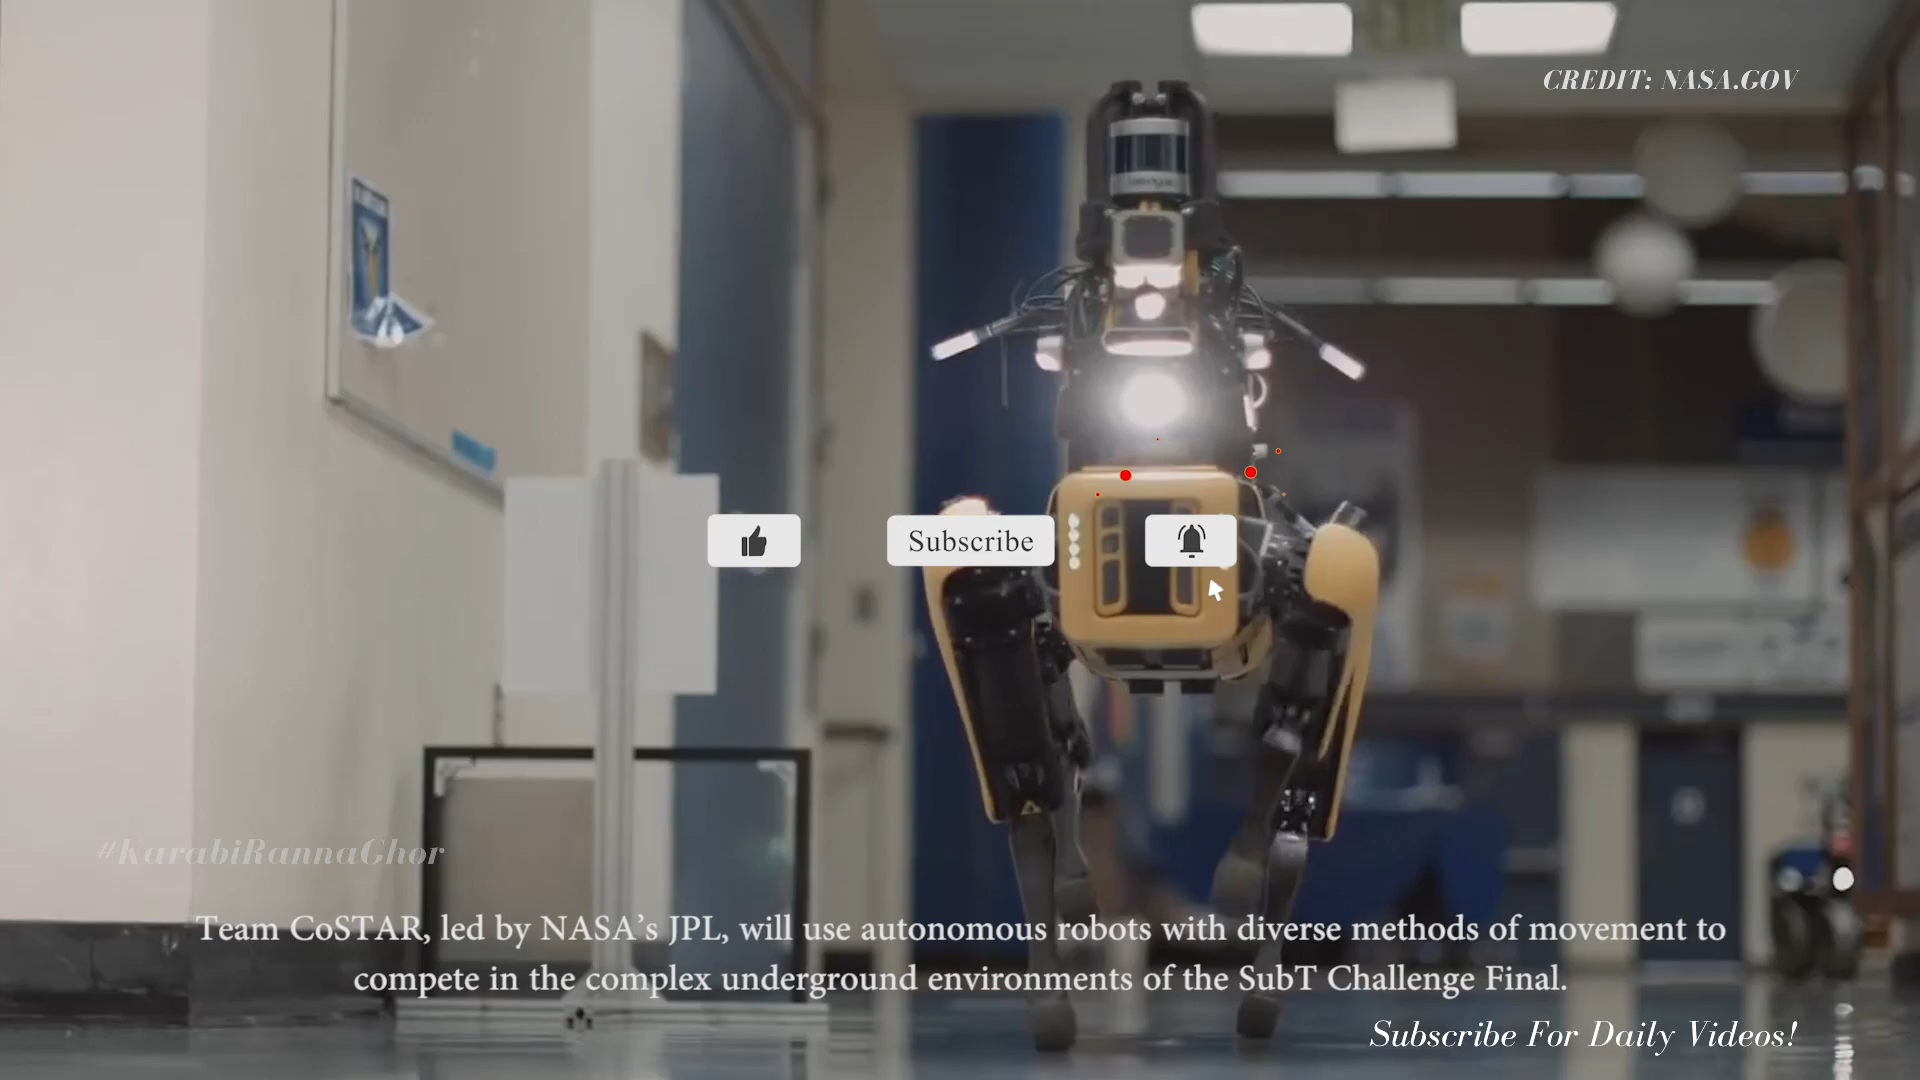 CREDIT: NASA.GOV
Subscribe
#KarabiRannaGhor
Team CoSTAR, led by NASA's JPL, will use autonomous robots with diverse methods of movement to
compete in the complex underground environments of the SubT Challenge Final.
Subscribe For Daily Videos!